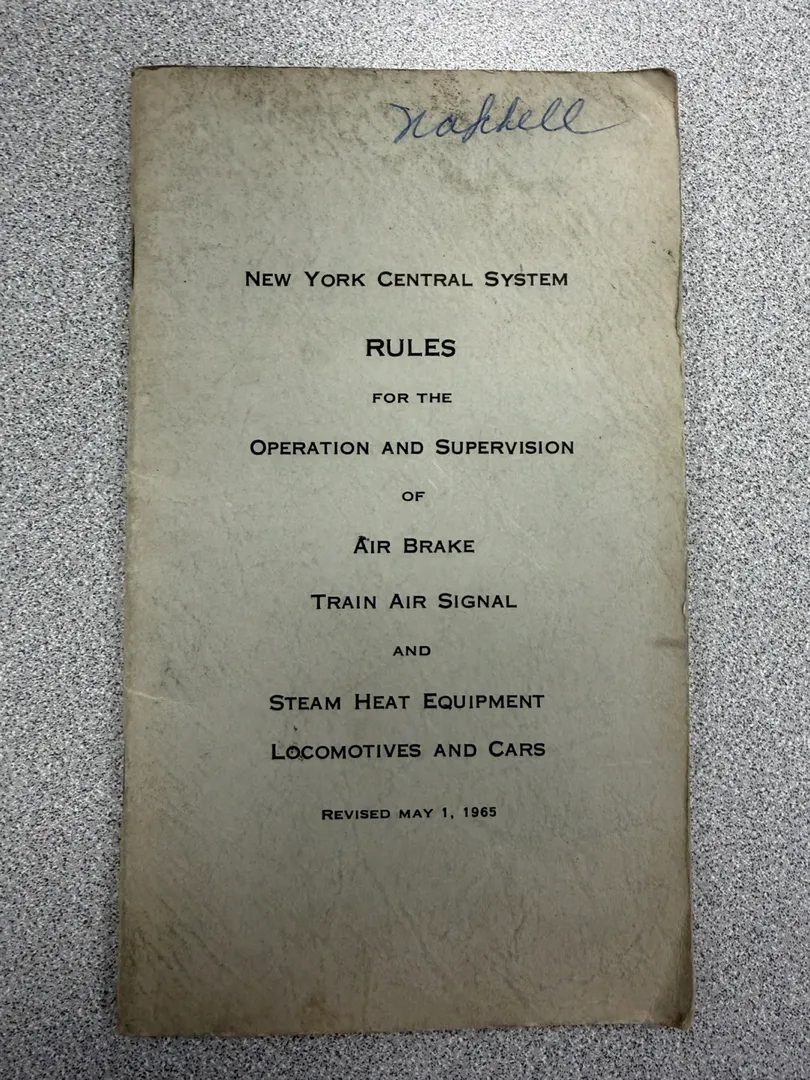 NEW YORK CENTRAL SYSTEM
RULES
FOR THE
OPERATION AND SUPERVISION
OF
AIR BRAKE
TRAIN AIR SIGNAL
AND
STEAM HEAT EQUIPMENT
LOCOMOTIVES AND CARS
REVISED MAY 1, 1965